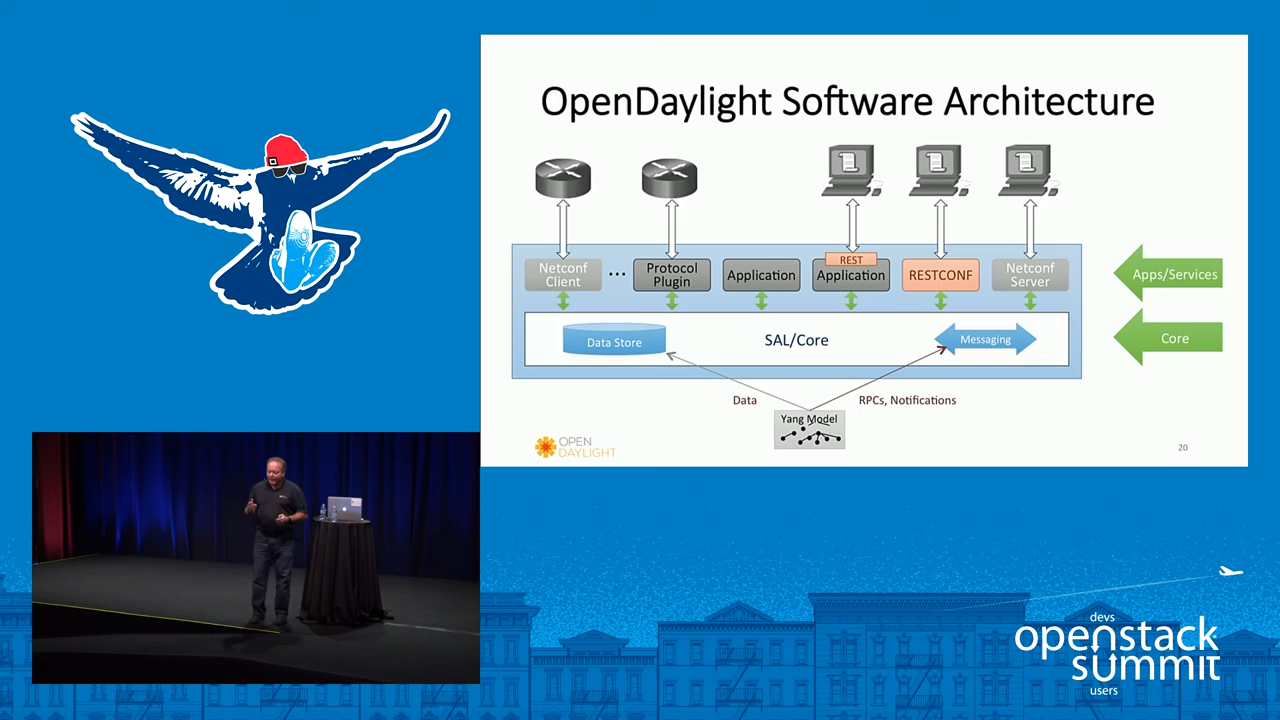 OpenDaylight Software Architecture
Netconf
Client
...
Protocol
Plugin
Application
REST
Application
RESTCONF
Netconf
Server
Apps/Services
Data Store
SAL/Core
Messaging
Core
Data
RPCs, Notifications
Yang Model
OPEN
DAYLIGHT
20
devs
openstack
summit
users